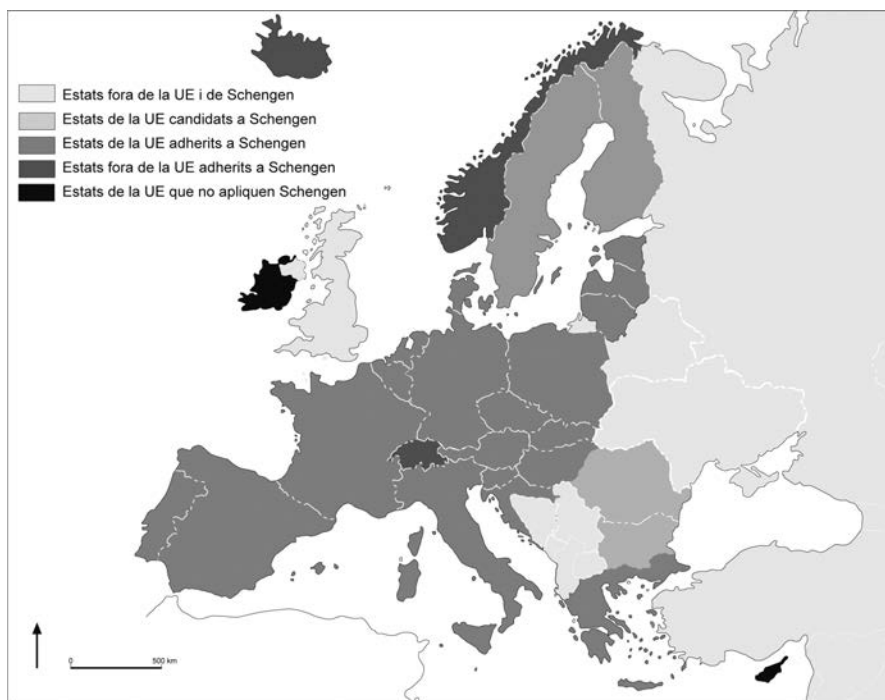 Estats fora de la UE i de Schengen
Estats de la UE candidats a Schengen
Estats de la UE adherits a Schengen
Estats fora de la UE adherits a Schengen
Estats de la UE que no apliquen Schengen
0 500 km